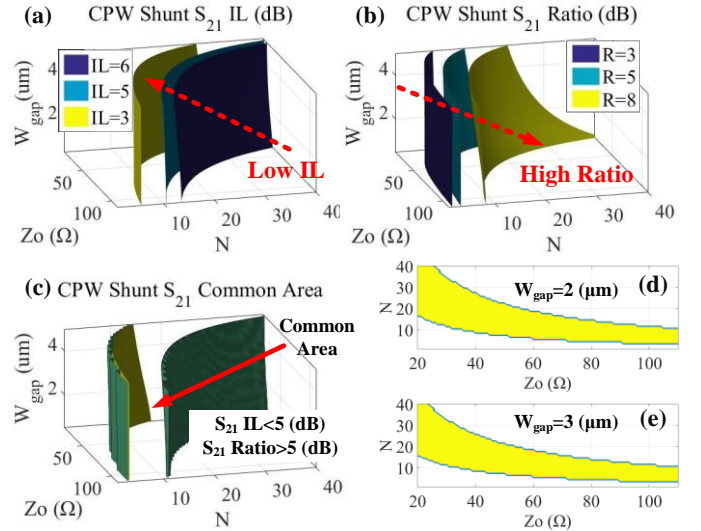 (a) CPW Shunt S21 IL (dB)
IL=6
IL=5
IL=3
4
2
Wgap (um)
50
100
Zo (Ω)
10
20
30
40
N
Low IL
(b) CPW Shunt S21 Ratio (dB)
R=3
R=5
R=8
4
2
Wgap (um)
50
100
Zo (Ω)
10
20
30
40
N
High Ratio
(c) CPW Shunt S21 Common Area
4
2
Wgap (um)
50
100
Zo (Ω)
10
20
30
40
N
Common
Area
S21 IL<5 (dB)
S21 Ratio>5 (dB)
Wgap=2 (μm) (d)
40
30
20
10
N
20 40 60 80 100
Zo (Ω)
Wgap=3 (μm) (e)
40
30
20
10
N
20 40 60 80 100
Zo (Ω)